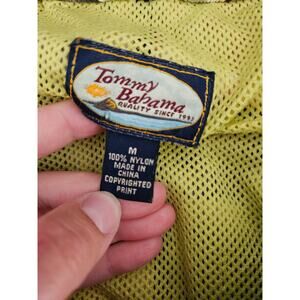 Tommy
Bahama
QUALITY SINCE 1993
M
100% NYLON
MADE IN
CHINA
COPYRIGHTED
PRINT